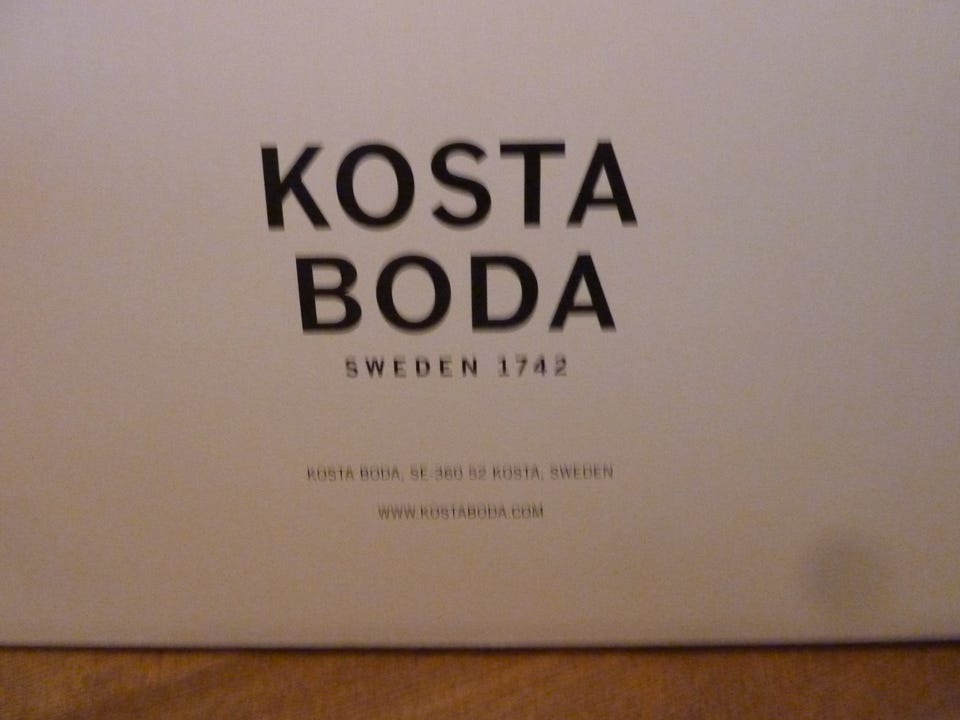 KOSTA
BODA
SWEDEN 1742
KOSTA BODA, SE-360 52 KOSTA, SWEDEN
WWW.KOSTABODA.COM